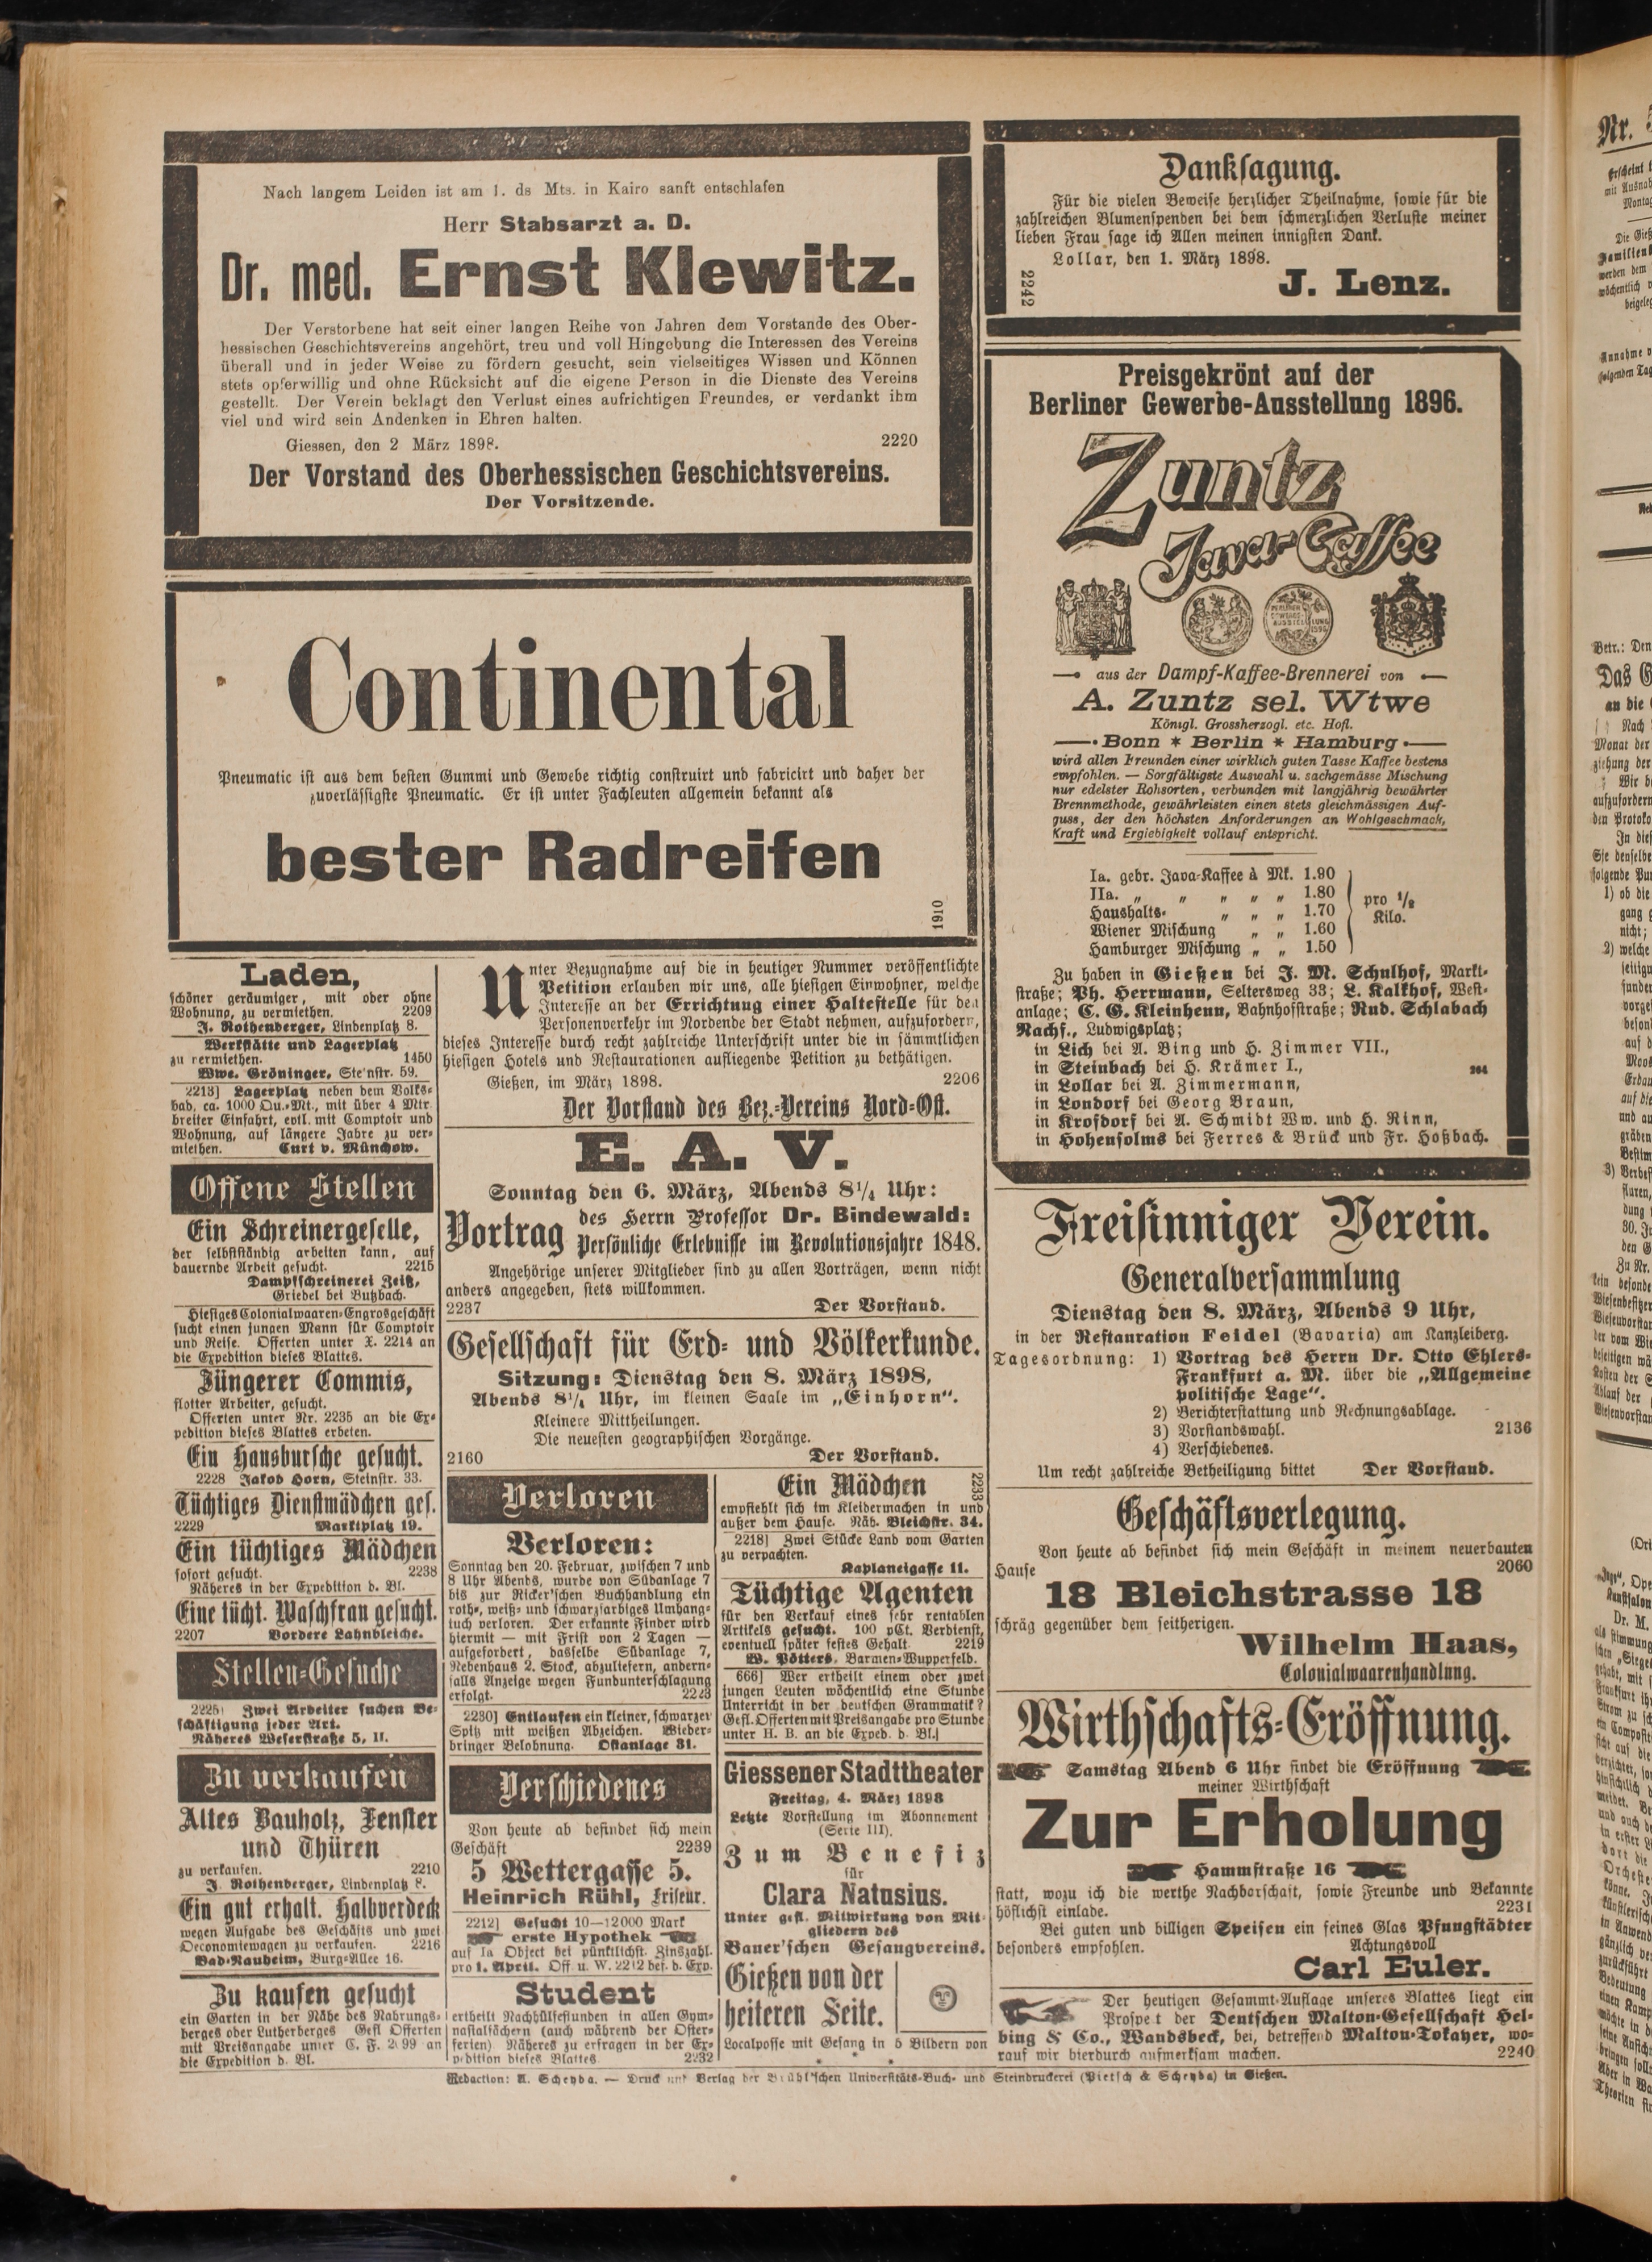 Nach langem Leiden ist am 1. ds Mts. in Kairo sanft entschlafen
Herr Stabsarzt a. D.
Dr. med. Ernst Klewitz.
Der Verstorbene hat seit einer langen Reihe von Jahren dem Vorstande des Ober-
hessischen Geschichtsvereins angehört, treu und voll Hingebung die Interessen des Vereins
überall und in jeder Weise zu fördern gesucht, sein vielseitiges Wissen und Können
stets opferwillig und ohne Rücksicht auf die eigene Person in die Dienste des Vereins
gestellt. Der Verein beklagt den Verlust eines aufrichtigen Freundes, er verdankt ihm
viel und wird sein Andenken in Ehren halten.
Giessen, den 2 März 1898. 2220
Der Vorstand des Oberhessischen Geschichtsvereins.
Der Vorsitzende.
Continental
Pneumatic ist aus dem besten Gummi und Gewebe richtig construirt und fabricirt und daher der
zuverlässigste Pneumatic. Er ist unter Fachleuten allgemein bekannt als
bester Radreifen
1910
Laden,
schöner geräumiger, mit oder ohne
Wohnung, zu vermiethen. 2209
J. Rothenberger, Lindenplatz 8.
Werkstätte und Lagerplatz
zu vermiethen. 1450
Wwe. Gröninger, Steinstr. 59.
2213] Lagerplatz neben dem Volks-
bad, ca. 1000 Qu.-Mt., mit über 4 Mtr.
breiter Einfahrt, evtl. mit Comptoir und
Wohnung, auf längere Jahre zu ver-
miethen. Curt v. Münchow.
Offene Stellen
Ein Schreinergeselle,
der selbstständig arbeiten kann, auf
dauernde Arbeit gesucht. 2215
Dampfschreinerei Zeiß,
Griedel bei Butzbach.
Hiesiges Colonialwaaren-Engrosgeschäft
sucht einen jungen Mann für Comptoir
und Reise. Offerten unter X. 2214 an
die Expedition dieses Blattes.
Jüngerer Commis,
flotter Arbeiter, gesucht.
Offerten unter Nr. 2235 an die Ex-
pedition dieses Blattes erbeten.
Ein Hausbursche gesucht.
2228 Jakob Horn, Steinstr. 33.
Tüchtiges Dienstmädchen ges.
2229 Marktplatz 19.
Ein tüchtiges Mädchen
sofort gesucht. 2238
Näheres in der Expedition d. Bl.
Eine tücht. Waschfrau gesucht.
2207 Vordere Lahnbleiche.
Stellen-Gesuche
2225] Zwei Arbeiter suchen Be-
schäftigung jeder Art.
Näheres Weserstraße 5, II.
Zu verkaufen
Altes Bauholz, Fenster
und Thüren
zu verkaufen. 2210
J. Rothenberger, Lindenplatz 8.
Ein gut erhalt. Halbverdeck
wegen Aufgabe des Geschäfts und zwei
Oeconomiewagen zu verkaufen. 2216
Bad-Nauheim, Burg-Allee 16.
Zu kaufen gesucht
ein Garten in der Nähe des Nahrungs-
berges oder Lutherberges Gefl Offerten
mit Preisangabe unter C. F. 2199 an
die Expedition d. Bl.
Unter Bezugnahme auf die in heutiger Nummer veröffentlichte
Petition erlauben wir uns, alle hiesigen Einwohner, welche
Interesse an der Errichtung einer Haltestelle für den
Personenverkehr im Nordende der Stadt nehmen, aufzufordern,
dieses Interesse durch recht zahlreiche Unterschrift unter die in sämmtlichen
hiesigen Hotels und Restaurationen aufliegende Petition zu bethätigen.
Gießen, im März 1898. 2206
Der Vorstand des Bez.-Vereins Nord-Ost.
E. A. V.
Sonntag den 6. März, Abends 8¼ Uhr:
Vortrag des Herrn Professor Dr. Bindewald:
Persönliche Erlebnisse im Revolutionsjahre 1848.
Angehörige unserer Mitglieder sind zu allen Vorträgen, wenn nicht
anders angegeben, stets willkommen.
2237 Der Vorstand.
Gesellschaft für Erd- und Völkerkunde.
Sitzung: Dienstag den 8. März 1898,
Abends 8¼ Uhr, im kleinen Saale im „Einhorn“.
Kleinere Mittheilungen.
Die neuesten geographischen Vorgänge.
2160 Der Vorstand.
Verloren
Verloren:
Sonntag den 20. Februar, zwischen 7 und
8 Uhr Abends, wurde von Südanlage 7
bis zur Ricker'schen Buchhandlung ein
roth-, weiß- und schwarzfarbiges Umhang-
tuch verloren. Der erkannte Finder wird
hiermit — mit Frist von 2 Tagen —
aufgefordert, dasselbe Südanlage 7,
Nebenhaus 2. Stock, abzuliefern, andern-
falls Anzeige wegen Fundunterschlagung
erfolgt. 2223
2230] Entlaufen ein kleiner, schwarzer
Spitz mit weißen Abzeichen. Wieder-
bringer Belohnung. Ostanlage 31.
Verschiedenes
Von heute ab befindet sich mein
Geschäft 2239
5 Wettergasse 5.
Heinrich Rühl, Friseur.
2212] Gesucht 10—12000 Mark
erste Hypothek
auf Ia Object bei pünktlichst. Zinszahl.
pro 1. April. Off u. W. 2212 bef. d. Exp.
Student
ertheilt Nachhülfestunden in allen Gym-
nasialfächern (auch während der Oster-
ferien) Näheres zu erfragen in der Ex-
pedition dieses Blattes. 2232
Ein Mädchen 2233
empfiehlt sich im Kleidermachen in und
außer dem Hause. Näh. Bleichstr. 34.
2218] Zwei Stücke Land vom Garten
zu verpachten.
Kaplaneigasse 11.
Tüchtige Agenten
für den Verkauf eines sehr rentablen
Artikels gesucht. 100 pCt. Verdienst,
eventuell später festes Gehalt. 2219
W. Pötters, Barmen-Wupperfeld.
666] Wer ertheilt einem oder zwei
jungen Leuten wöchentlich eine Stunde
Unterricht in der deutschen Grammatik?
Gefl. Offerten mit Preisangabe pro Stunde
unter H. B. an die Exped. d. Bl.]
Giessener Stadttheater
Freitag, 4. März 1898
Letzte Vorstellung im Abonnement
(Serie III).
Zum Benefiz
für
Clara Natusius.
Unter gefl. Mitwirkung von Mit-
gliedern des
Bauer'schen Gesangvereins.
Gießen von der
heiteren Seite.
Localposse mit Gesang in 5 Bildern von
Danksagung.
Für die vielen Beweise herzlicher Theilnahme, sowie für die
zahlreichen Blumenspenden bei dem schmerzlichen Verluste meiner
lieben Frau sage ich Allen meinen innigsten Dank.
Lollar, den 1. März 1898.
2242
J. Lenz.
Preisgekrönt auf der
Berliner Gewerbe-Ausstellung 1896.
Zuntz
Java-Caffee
BERLINER GEWERBE-AUSSTELLUNG 1896
aus der Dampf-Kaffee-Brennerei von
A. Zuntz sel. Wtwe
Königl. Grossherzogl. etc. Hofl.
Bonn * Berlin * Hamburg
wird allen Freunden einer wirklich guten Tasse Kaffee bestens
empfohlen. — Sorgfältigste Auswahl u. sachgemässe Mischung
nur edelster Rohsorten, verbunden mit langjährig bewährter
Brennmethode, gewährleisten einen stets gleichmässigen Auf-
guss, der den höchsten Anforderungen an Wohlgeschmack,
Kraft und Ergiebigkeit vollauf entspricht.
Ia. gebr. Java-Kaffee à Mk. 1.90
IIa. „ „ „ „ „ 1.80
Haushalts- „ „ „ 1.70
Wiener Mischung „ „ 1.60
Hamburger Mischung „ „ 1.50
pro ½ Kilo.
Zu haben in Gießen bei J. M. Schulhof, Markt-
straße; Ph. Herrmann, Seltersweg 33; L. Kalkhof, West-
anlage; C. G. Kleinhenn, Bahnhofstraße; Rud. Schlabach
Nachf., Ludwigsplatz;
in Lich bei A. Bing und H. Zimmer VII.,
in Steinbach bei H. Krämer I.,
in Lollar bei A. Zimmermann,
in Londorf bei Georg Braun,
in Krofdorf bei A. Schmidt Ww. und H. Rinn,
in Hohensolms bei Ferres & Brück und Fr. Hoßbach.
Freisinniger Verein.
Generalversammlung
Dienstag den 8. März, Abends 9 Uhr,
in der Restauration Feidel (Bavaria) am Kanzleiberg.
Tagesordnung: 1) Vortrag des Herrn Dr. Otto Ehlers-
Frankfurt a. M. über die „Allgemeine
politische Lage“.
2) Berichterstattung und Rechnungsablage.
3) Vorstandswahl. 2136
4) Verschiedenes.
Um recht zahlreiche Betheiligung bittet Der Vorstand.
Geschäftsverlegung.
Von heute ab befindet sich mein Geschäft in meinem neuerbauten
Hause 2060
18 Bleichstrasse 18
schräg gegenüber dem seitherigen.
Wilhelm Haas,
Colonialwaarenhandlung.
Wirthschafts-Eröffnung.
Samstag Abend 6 Uhr findet die Eröffnung
meiner Wirthschaft
Zur Erholung
Hammstraße 16
statt, wozu ich die werthe Nachbarschaft, sowie Freunde und Bekannte
höflichst einlade. 2231
Bei guten und billigen Speisen ein feines Glas Pfungstädter
besonders empfohlen. Achtungsvoll
Carl Euler.
Der heutigen Gesammt-Auflage unseres Blattes liegt ein
Prospect der Deutschen Malton-Gesellschaft Hel-
bing & Co., Wandsbeck, bei, betreffend Malton-Tokayer, wo-
rauf wir hierdurch aufmerksam machen. 2240
Redaction: A. Scheyda. — Druck und Verlag der Brühl'schen Universitäts-Buch- und Steindruckerei (Pietsch & Scheyda) in Gießen.
Nr.